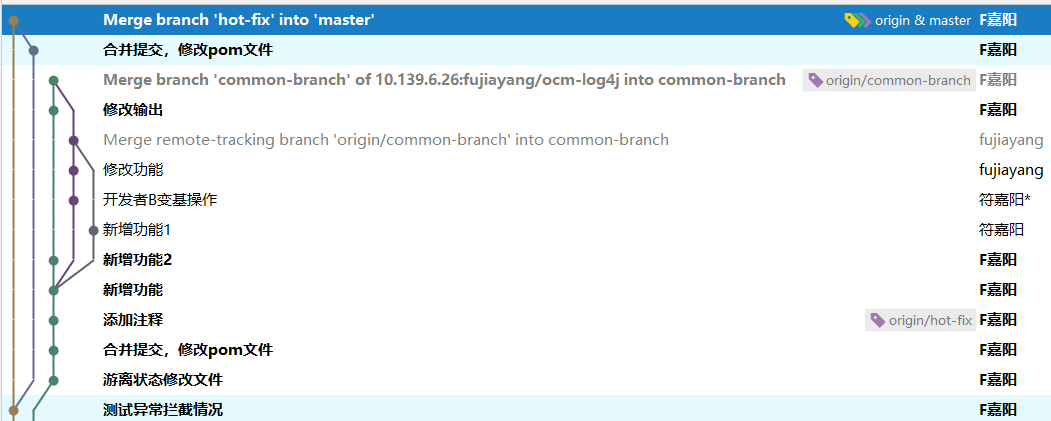 Merge branch 'hot-fix' into 'master' origin & master F嘉阳
合并提交，修改pom文件 F嘉阳
Merge branch 'common-branch' of 10.139.6.26:fujiayang/ocm-log4j into common-branch origin/common-branch F嘉阳
修改输出 F嘉阳
Merge remote-tracking branch 'origin/common-branch' into common-branch fujiayang
修改功能 fujiayang
开发者B变基操作 符嘉阳*
新增功能1 符嘉阳
新增功能2 F嘉阳
新增功能 F嘉阳
添加注释 origin/hot-fix F嘉阳
合并提交，修改pom文件 F嘉阳
游离状态修改文件 F嘉阳
测试异常拦截情况 F嘉阳